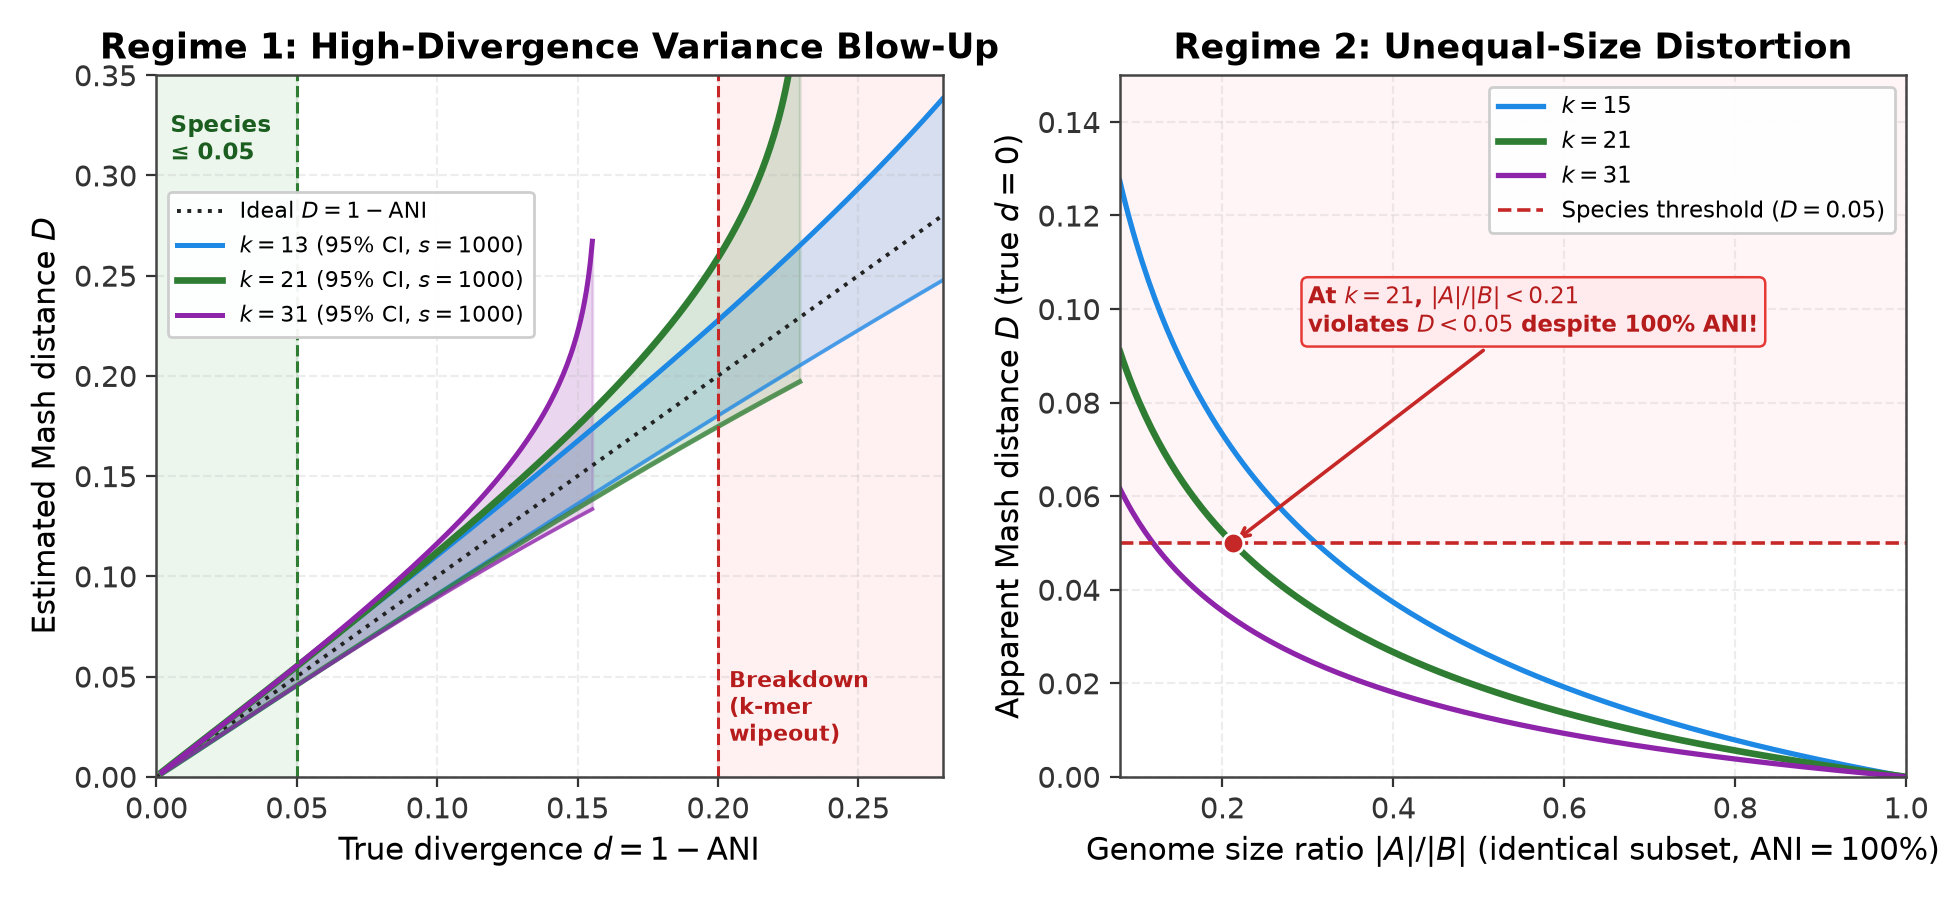 Regime 1: High-Divergence Variance Blow-Up
Estimated Mash distance D
0.35
0.30
0.25
0.20
0.15
0.10
0.05
0.00
Species
≤ 0.05
Ideal D = 1 − ANI
k = 13 (95% CI, s = 1000)
k = 21 (95% CI, s = 1000)
k = 31 (95% CI, s = 1000)
Breakdown
(k-mer
wipeout)
0.00 0.05 0.10 0.15 0.20 0.25
True divergence d = 1 − ANI
Regime 2: Unequal-Size Distortion
Apparent Mash distance D (true d = 0)
0.14
0.12
0.10
0.08
0.06
0.04
0.02
0.00
k = 15
k = 21
k = 31
Species threshold (D = 0.05)
At k = 21, |A|/|B| < 0.21
violates D < 0.05 despite 100% ANI!
0.2 0.4 0.6 0.8 1.0
Genome size ratio |A|/|B| (identical subset, ANI = 100%)